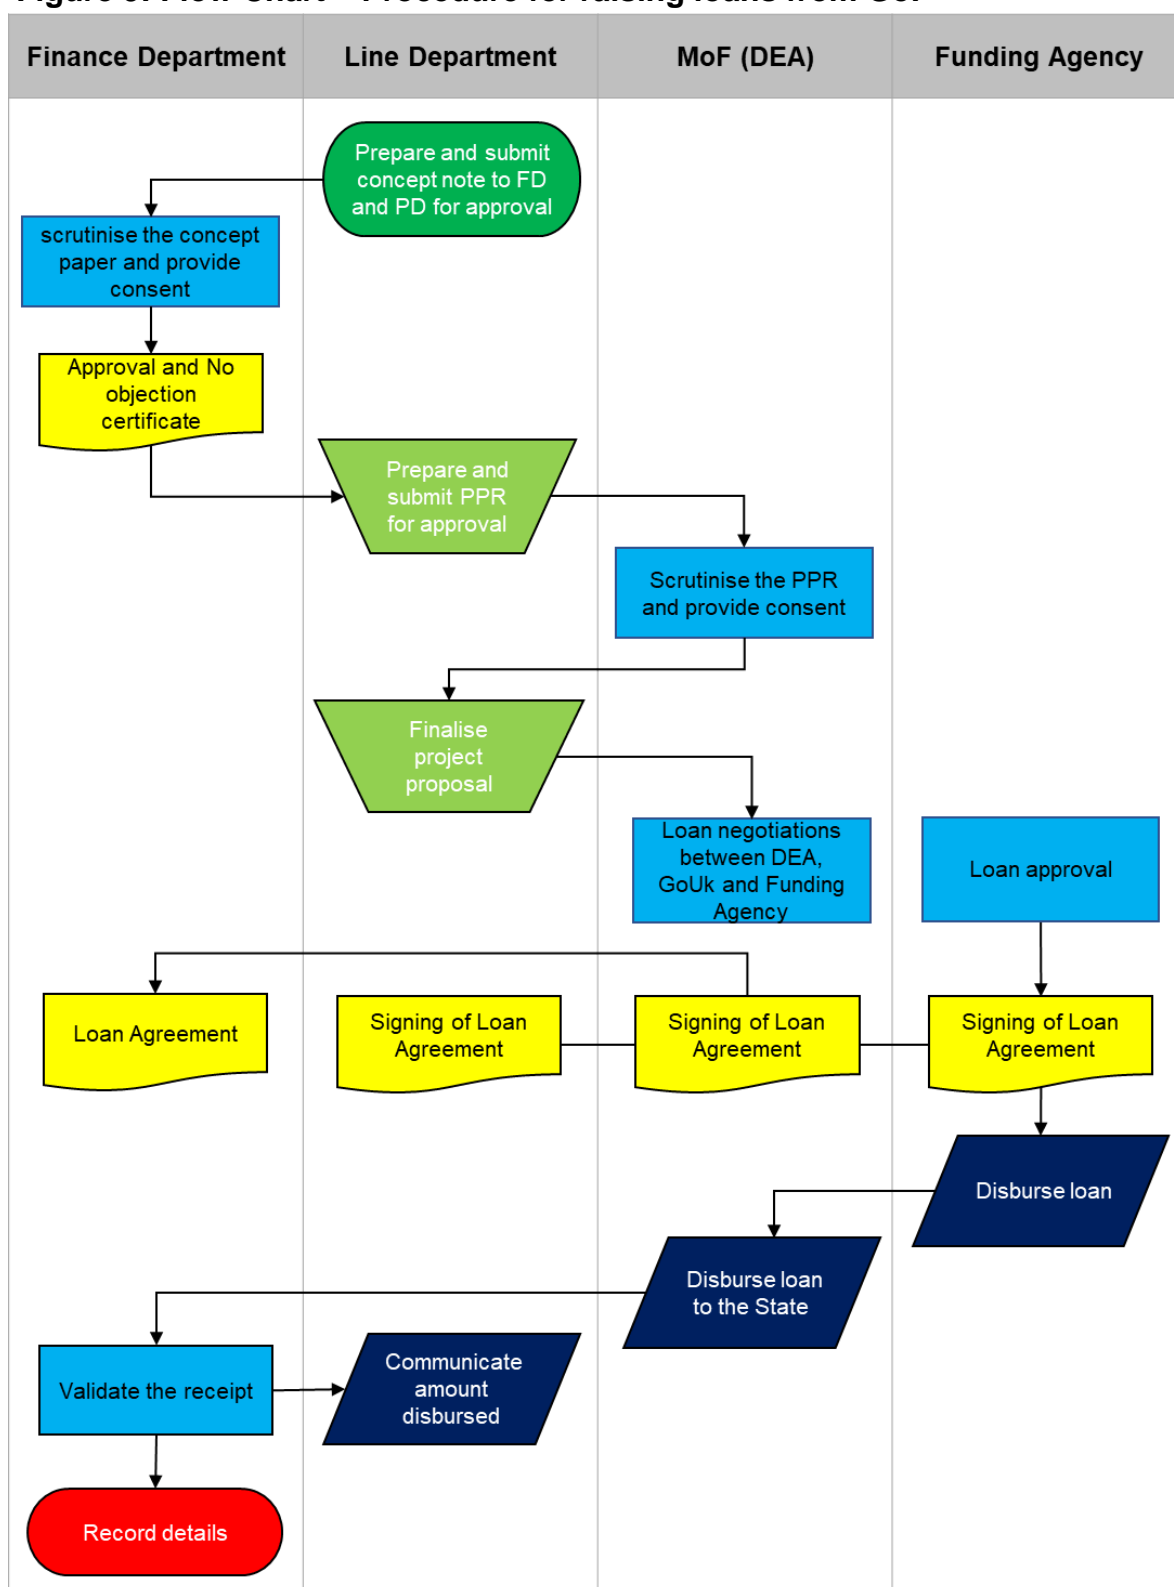 Finance Department
Line Department
MoF (DEA)
Funding Agency
Prepare and submit
concept note to FD
and PD for approval
scrutinise the concept
paper and provide
consent
Approval and No
objection
certificate
Prepare and
submit PPR
for approval
Scrutinise the PPR
and provide consent
Finalise
project
proposal
Loan negotiations
between DEA,
GoUk and Funding
Agency
Loan approval
Loan Agreement
Signing of Loan
Agreement
Signing of Loan
Agreement
Signing of Loan
Agreement
Disburse loan
Disburse loan
to the State
Validate the receipt
Communicate
amount
disbursed
Record details